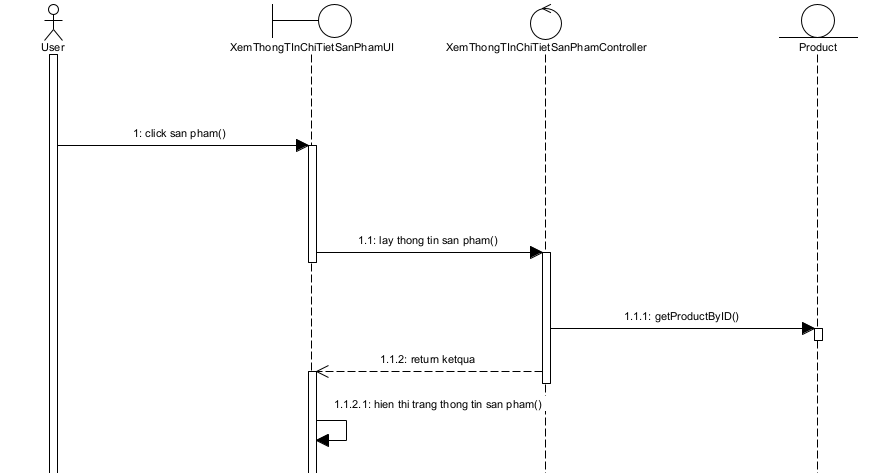 User
XemThongTInChiTietSanPhamUI
XemThongTInChiTietSanPhamController
Product
1: click san pham()
1.1: lay thong tin san pham()
1.1.1: getProductByID()
1.1.2: return ketqua
1.1.2.1: hien thi trang thong tin san pham()